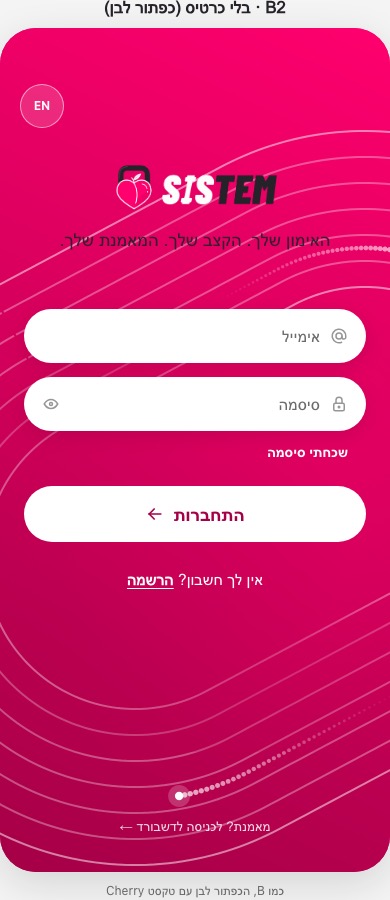 B2 · בלי כרטיס (כפתור לבן)
EN
SISTEM
האימון שלך. הקצב שלך. המאמנת שלך.
אימייל
סיסמה
שכחתי סיסמה
התחברות ←
אין לך חשבון? הרשמה
מאמנת? לכניסה לדשבורד ←
כמו B, הכפתור לבן עם טקסט Cherry